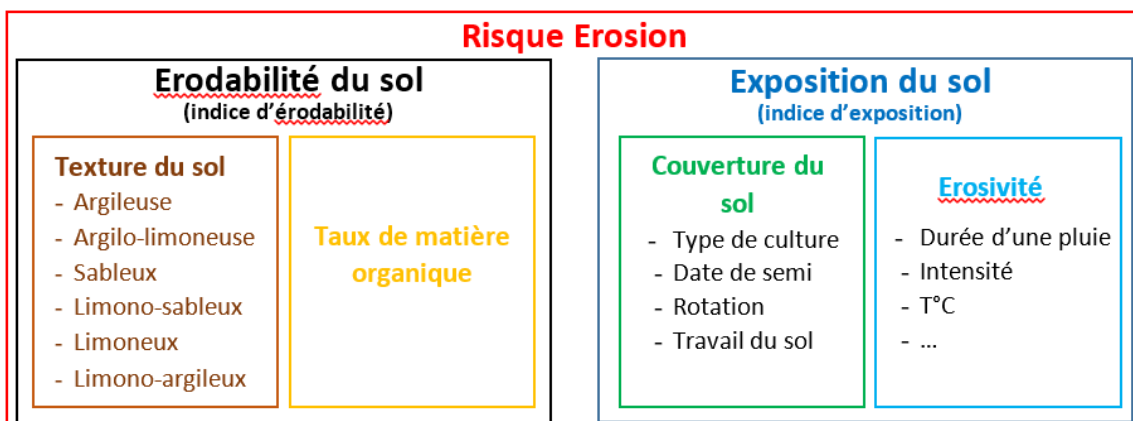 Risque Erosion
Erodabilité du sol
(indice d'érodabilité)
Texture du sol
- Argileuse
- Argilo-limoneuse
- Sableux
- Limono-sableux
- Limoneux
- Limono-argileux
Taux de matière
organique
Exposition du sol
(indice d'exposition)
Couverture du
sol
- Type de culture
- Date de semi
- Rotation
- Travail du sol
Erosivité
- Durée d'une pluie
- Intensité
- T°C
- ...